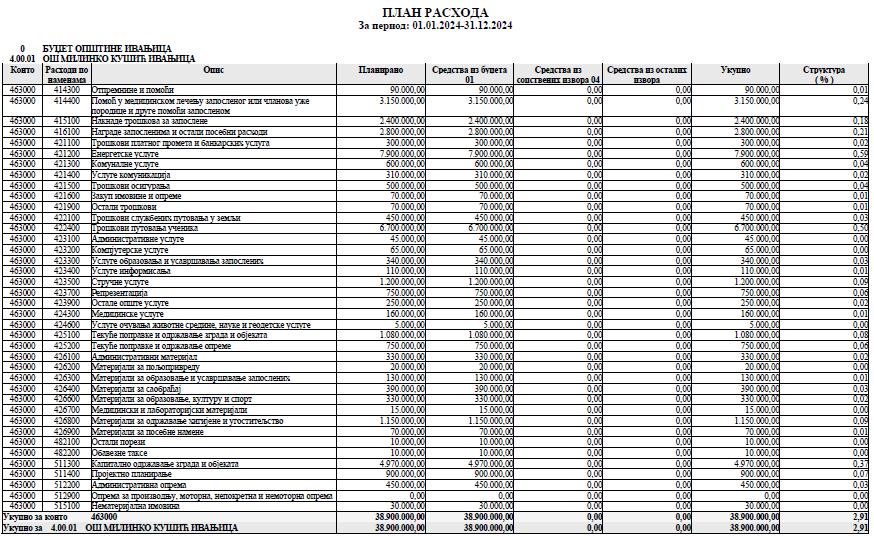 ПЛАН РАСХОДА
За период: 01.01.2024-31.12.2024
0 БУЏЕТ ОПШТИНЕ ИВАЊИЦА
4.00.01 ОШ МИЛИНКО КУШИЋ ИВАЊИЦА
Конто Расходи по наменама Опис Планирано Средства из буџета 01 Средства из сопствених извора 04 Средства из осталих извора Укупно Структура ( % )
463000 414300 Отпремнине и помоћи 90.000,00 90.000,00 0,00 0,00 90.000,00 0,01
463000 414400 Помоћ у медицинском лечењу запосленог или чланова уже породице и друге помоћи запосленом 3.150.000,00 3.150.000,00 0,00 0,00 3.150.000,00 0,24
463000 415100 Накнаде трошкова за запослене 2.400.000,00 2.400.000,00 0,00 0,00 2.400.000,00 0,18
463000 416100 Награде запосленима и остали посебни расходи 2.800.000,00 2.800.000,00 0,00 0,00 2.800.000,00 0,21
463000 421100 Трошкови платног промета и банкарских услуга 300.000,00 300.000,00 0,00 0,00 300.000,00 0,02
463000 421200 Енергетске услуге 7.900.000,00 7.900.000,00 0,00 0,00 7.900.000,00 0,59
463000 421300 Комуналне услуге 600.000,00 600.000,00 0,00 0,00 600.000,00 0,04
463000 421400 Услуге комуникација 310.000,00 310.000,00 0,00 0,00 310.000,00 0,02
463000 421500 Трошкови осигурања 500.000,00 500.000,00 0,00 0,00 500.000,00 0,04
463000 421600 Закуп имовине и опреме 70.000,00 70.000,00 0,00 0,00 70.000,00 0,01
463000 421900 Остали трошкови 70.000,00 70.000,00 0,00 0,00 70.000,00 0,01
463000 422100 Трошкови службених путовања у земљи 450.000,00 450.000,00 0,00 0,00 450.000,00 0,03
463000 422400 Трошкови путовања ученика 6.700.000,00 6.700.000,00 0,00 0,00 6.700.000,00 0,50
463000 423100 Административне услуге 45.000,00 45.000,00 0,00 0,00 45.000,00 0,00
463000 423200 Компјутерске услуге 65.000,00 65.000,00 0,00 0,00 65.000,00 0,00
463000 423300 Услуге образовања и усавршавања запослених 340.000,00 340.000,00 0,00 0,00 340.000,00 0,03
463000 423400 Услуге информисања 110.000,00 110.000,00 0,00 0,00 110.000,00 0,01
463000 423500 Стручне услуге 1.200.000,00 1.200.000,00 0,00 0,00 1.200.000,00 0,09
463000 423700 Репрезентација 750.000,00 750.000,00 0,00 0,00 750.000,00 0,06
463000 423900 Остале опште услуге 250.000,00 250.000,00 0,00 0,00 250.000,00 0,02
463000 424300 Медицинске услуге 160.000,00 160.000,00 0,00 0,00 160.000,00 0,01
463000 424600 Услуге очувања животне средине, науке и геодетске услуге 5.000,00 5.000,00 0,00 0,00 5.000,00 0,00
463000 425100 Текуће поправке и одржавање зграда и објеката 1.080.000,00 1.080.000,00 0,00 0,00 1.080.000,00 0,08
463000 425200 Текуће поправке и одржавање опреме 750.000,00 750.000,00 0,00 0,00 750.000,00 0,06
463000 426100 Административни материјал 330.000,00 330.000,00 0,00 0,00 330.000,00 0,02
463000 426200 Материјали за пољопривреду 20.000,00 20.000,00 0,00 0,00 20.000,00 0,00
463000 426300 Материјали за образовање и усавршавање запослених 130.000,00 130.000,00 0,00 0,00 130.000,00 0,01
463000 426400 Материјали за саобраћај 390.000,00 390.000,00 0,00 0,00 390.000,00 0,03
463000 426600 Материјали за образовање, културу и спорт 330.000,00 330.000,00 0,00 0,00 330.000,00 0,02
463000 426700 Медицински и лабораторијски материјали 15.000,00 15.000,00 0,00 0,00 15.000,00 0,00
463000 426800 Материјали за одржавање хигијене и угоститељство 1.150.000,00 1.150.000,00 0,00 0,00 1.150.000,00 0,09
463000 426900 Материјали за посебне намене 70.000,00 70.000,00 0,00 0,00 70.000,00 0,01
463000 482100 Остали порези 10.000,00 10.000,00 0,00 0,00 10.000,00 0,00
463000 482200 Обавезне таксе 10.000,00 10.000,00 0,00 0,00 10.000,00 0,00
463000 511300 Капитално одржавање зграда и објеката 4.970.000,00 4.970.000,00 0,00 0,00 4.970.000,00 0,37
463000 511400 Пројектно планирање 900.000,00 900.000,00 0,00 0,00 900.000,00 0,07
463000 512200 Административна опрема 450.000,00 450.000,00 0,00 0,00 450.000,00 0,03
463000 512900 Опрема за производњу, моторна, непокретна и немоторна опрема 0,00 0,00 0,00 0,00 0,00 0,00
463000 515100 Нематеријална имовина 30.000,00 30.000,00 0,00 0,00 30.000,00 0,00
Укупно за конто 463000 38.900.000,00 38.900.000,00 0,00 0,00 38.900.000,00 2,91
Укупно за 4.00.01 ОШ МИЛИНКО КУШИЋ ИВАЊИЦА 38.900.000,00 38.900.000,00 0,00 0,00 38.900.000,00 2,91